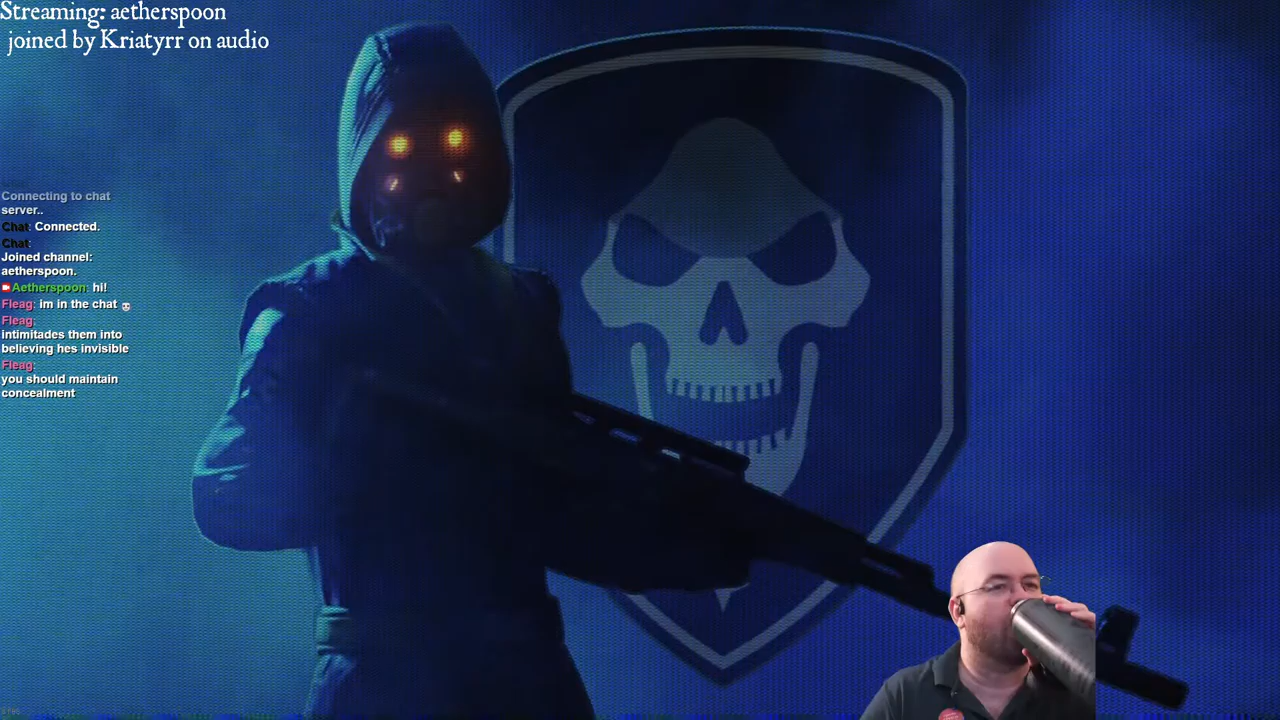 Streaming: aetherspoon
joined by Kriatyrr on audio
Connecting to chat
server..
Chat: Connected.
Chat:
Joined channel:
aetherspoon.
Aetherspoon: hi!
Fleag: im in the chat
Fleag:
intimitades them into
believing hes invisible
Fleag:
you should maintain
concealment